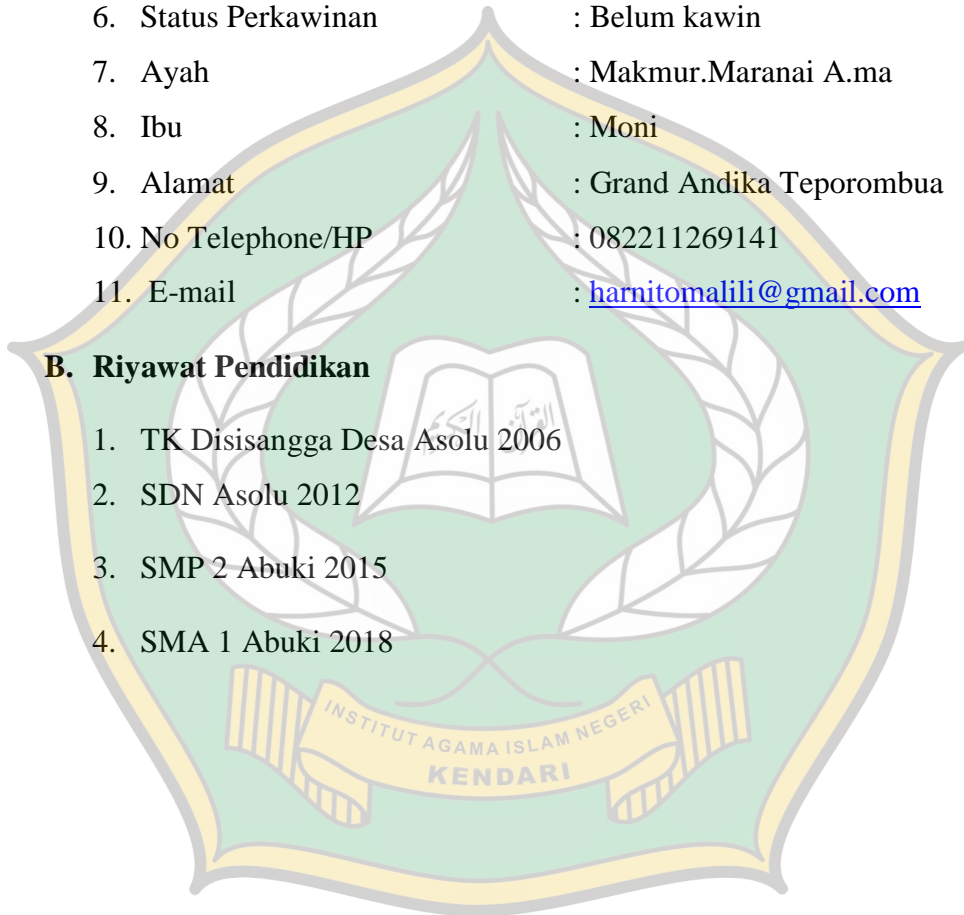 6. Status Perkawinan : Belum kawin
7. Ayah : Makmur.Maranai A.ma
8. Ibu : Moni
9. Alamat : Grand Andika Teporombua
10. No Telephone/HP : 082211269141
11. E-mail : harnitomalili@gmail.com
B. Riyawat Pendidikan
1. TK Disisangga Desa Asolu 2006
القرآن الكريم
2. SDN Asolu 2012
3. SMP 2 Abuki 2015
4. SMA 1 Abuki 2018
INSTITUT AGAMA ISLAM NEGERI
KENDARI